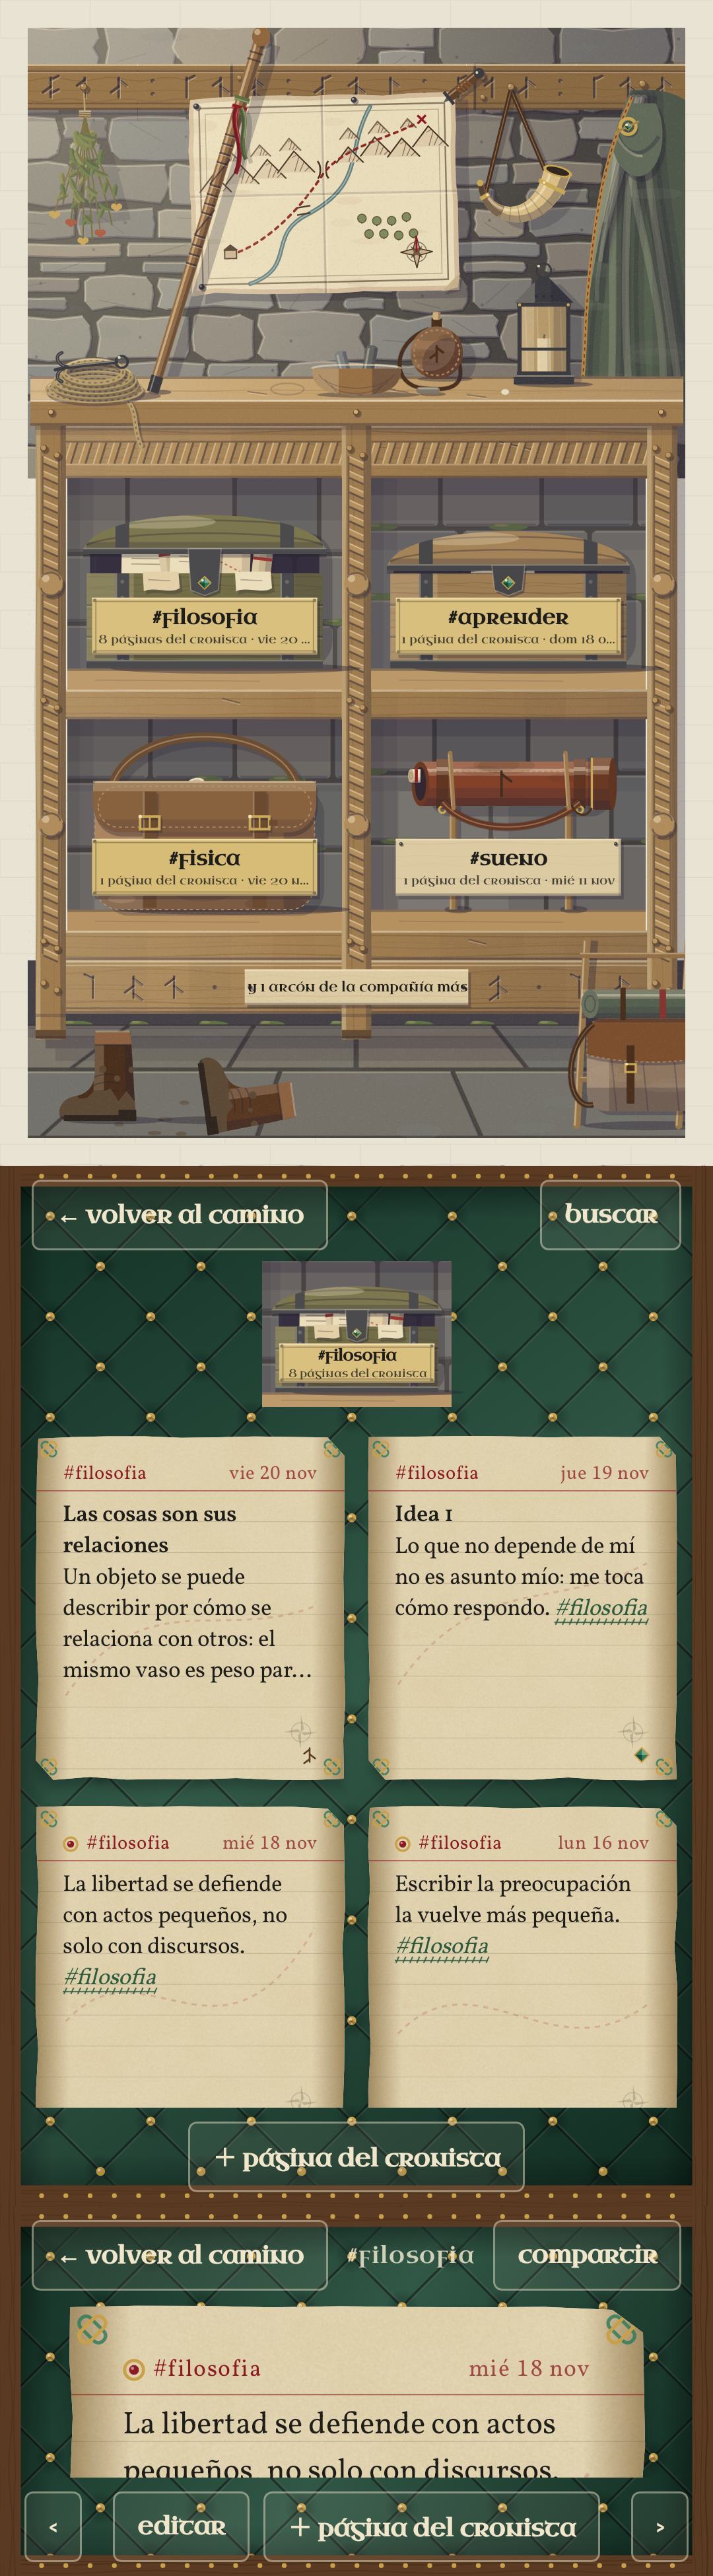 #filosofia
8 páginas del cronista · vie 20 ...
#aprender
1 página del cronista · dom 18 o...
#fisica
1 página del cronista · vie 20 n...
#sueno
1 página del cronista · mié 11 nov
y 1 arcón de la compañía más
← volver al camino
buscar
#filosofia
8 páginas del cronista
#filosofia vie 20 nov
Las cosas son sus
relaciones
Un objeto se puede
describir por cómo se
relaciona con otros: el
mismo vaso es peso par...
#filosofia jue 19 nov
Idea 1
Lo que no depende de mí
no es asunto mío: me toca
cómo respondo. #filosofia
#filosofia mié 18 nov
La libertad se defiende
con actos pequeños, no
solo con discursos.
#filosofia
#filosofia lun 16 nov
Escribir la preocupación
la vuelve más pequeña.
#filosofia
+ página del cronista
← volver al camino
#filosofia
compartir
#filosofia mié 18 nov
La libertad se defiende con actos
pequeños, no solo con discursos.
‹
editar
+ página del cronista
›